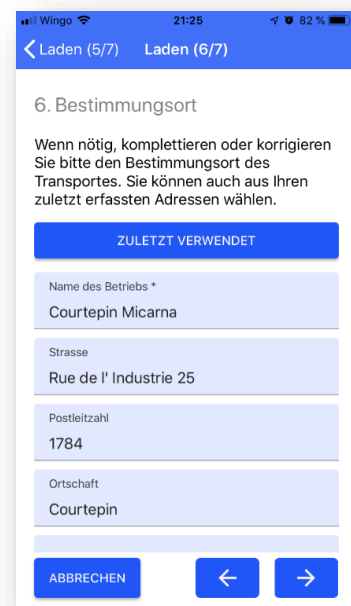 Wingo 21:25 82 %
Laden (5/7) Laden (6/7)
6. Bestimmungsort
Wenn nötig, komplettieren oder korrigieren
Sie bitte den Bestimmungsort des
Transportes. Sie können auch aus Ihren
zuletzt erfassten Adressen wählen.
ZULETZT VERWENDET
Name des Betriebs *
Courtepin Micarna
Strasse
Rue de l' Industrie 25
Postleitzahl
1784
Ortschaft
Courtepin
ABBRECHEN